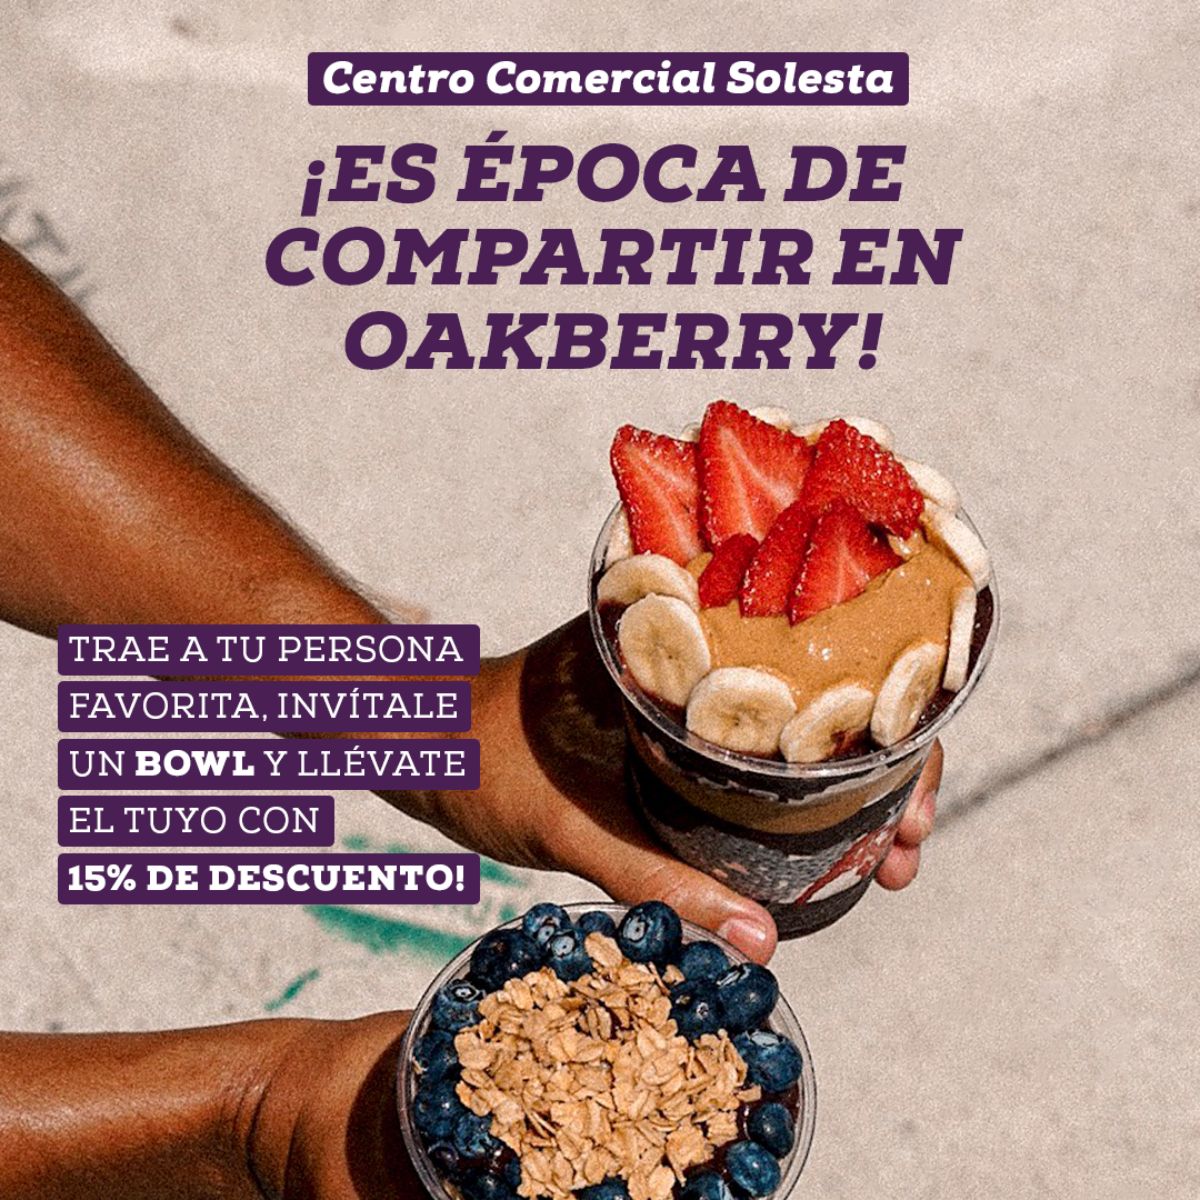 Centro Comercial Solesta
¡ES ÉPOCA DE
COMPARTIR EN
OAKBERRY!
TRAE A TU PERSONA
FAVORITA, INVÍTALE
UN BOWL Y LLÉVATE
EL TUYO CON
15% DE DESCUENTO!